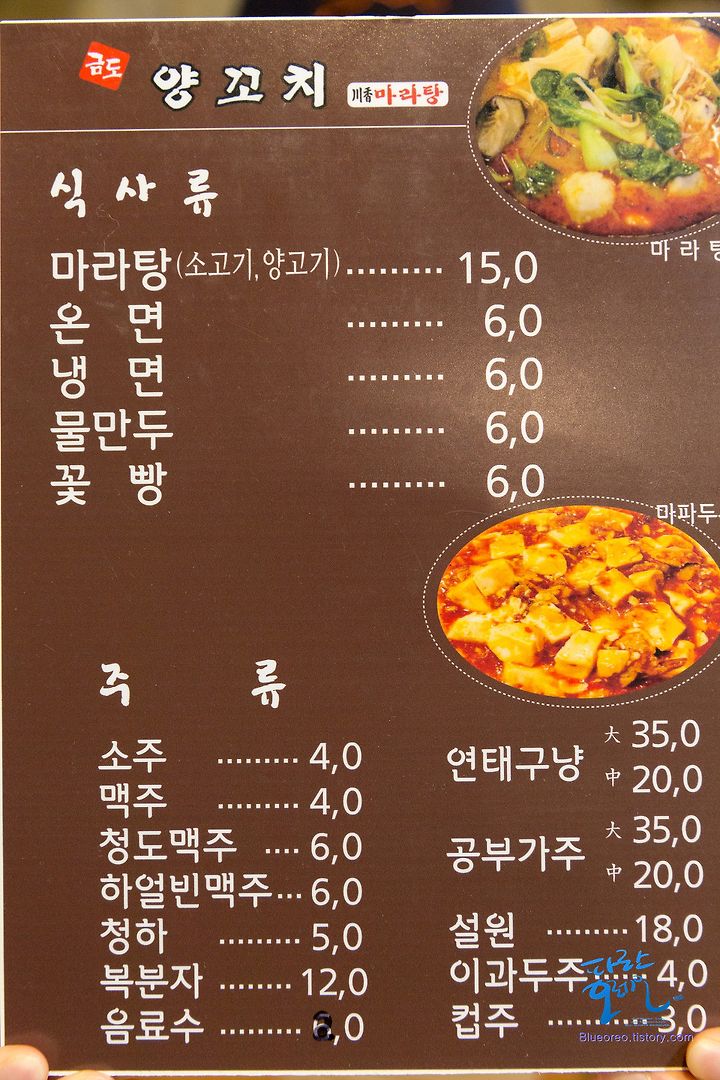 금도 양꼬치 川香마라탕
식사류
마라탕(소고기,양고기)·········15,0
온 면 ·········6,0
냉 면 ·········6,0
물만두 ·········6,0
꽃 빵 ·········6,0
마라탕
마파두
주 류
소주 ·········4,0
맥주 ·········4,0
청도맥주 ····6,0
하얼빈맥주···6,0
청하 ·········5,0
복분자 ········12,0
음료수 ·········,0
연태구냥 大 35,0
中 20,0
공부가주 大 35,0
中 20,0
설원 ·········18,0
이과두주······4,0
컵주 ·········3,0
파란
Blueoreo.tistory.com